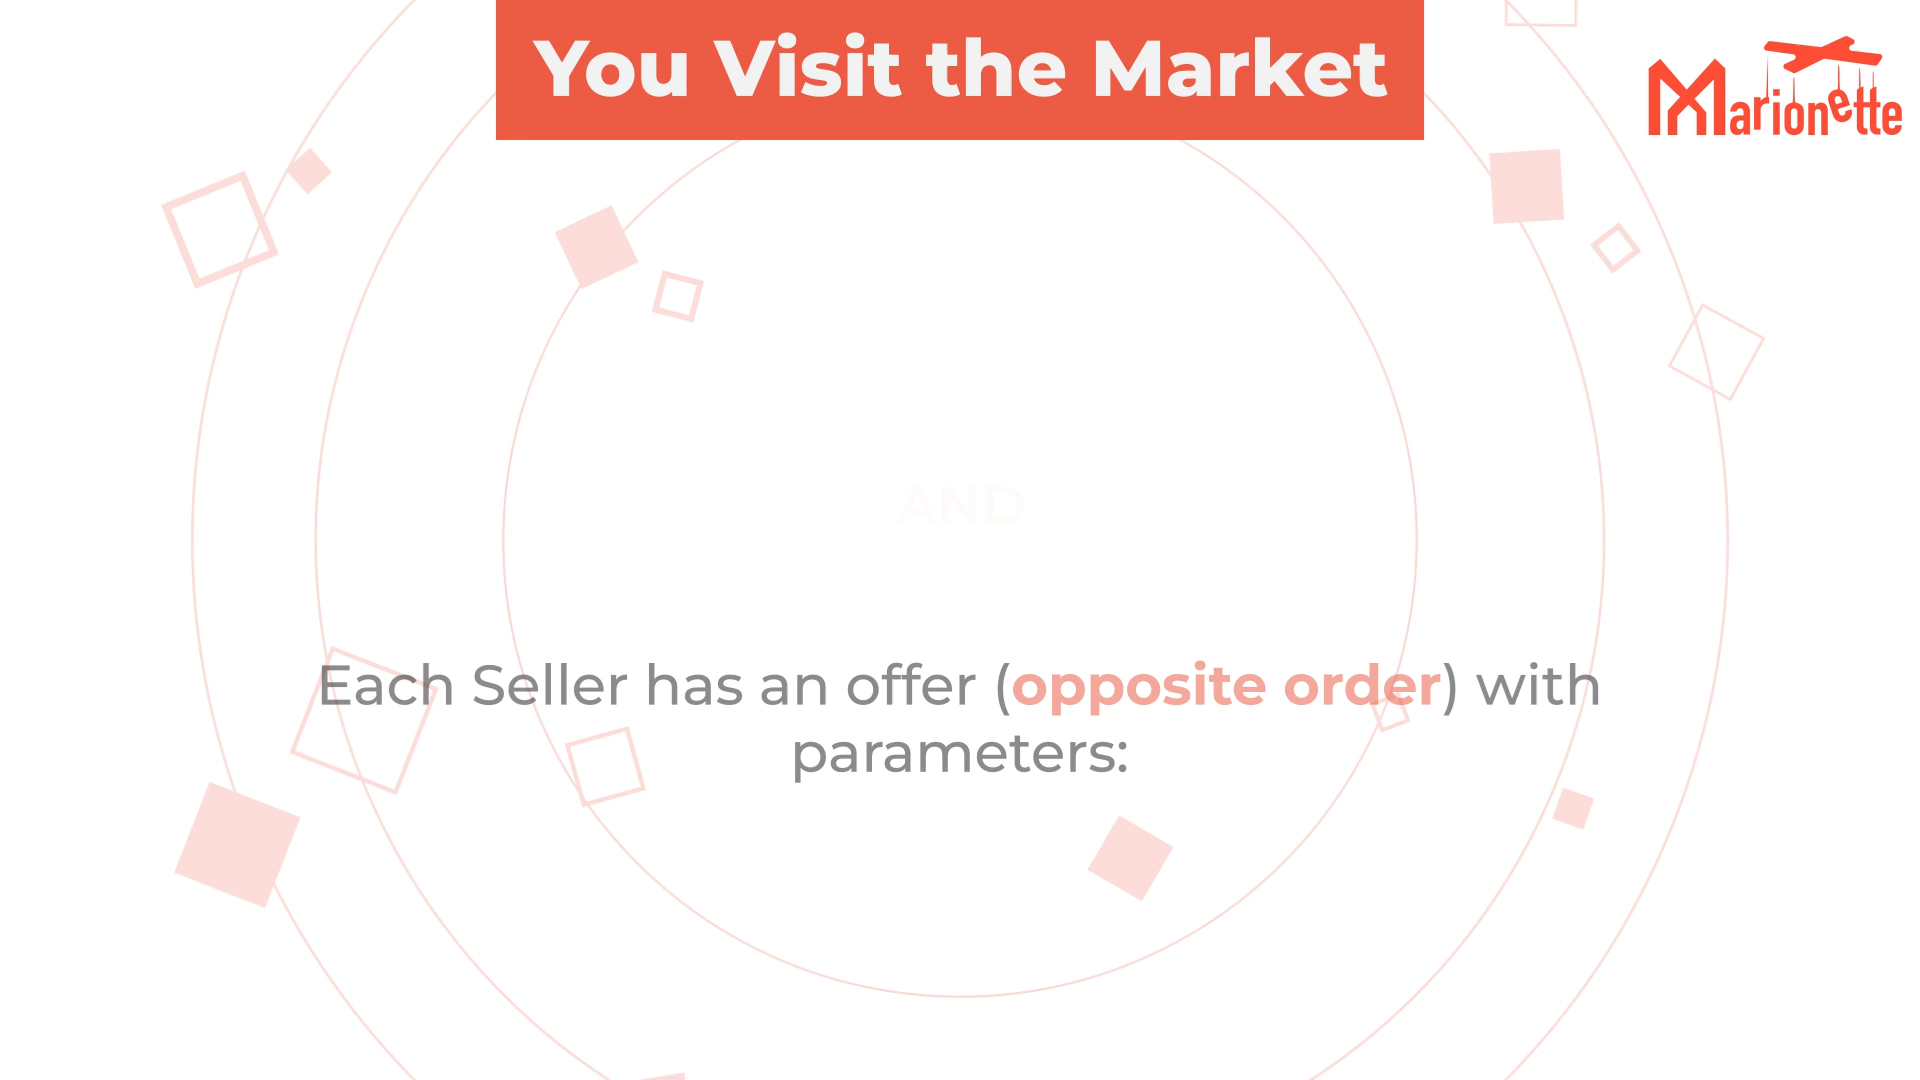 You Visit the Market
Marionette
AND
Each Seller has an offer (opposite order) with
parameters: